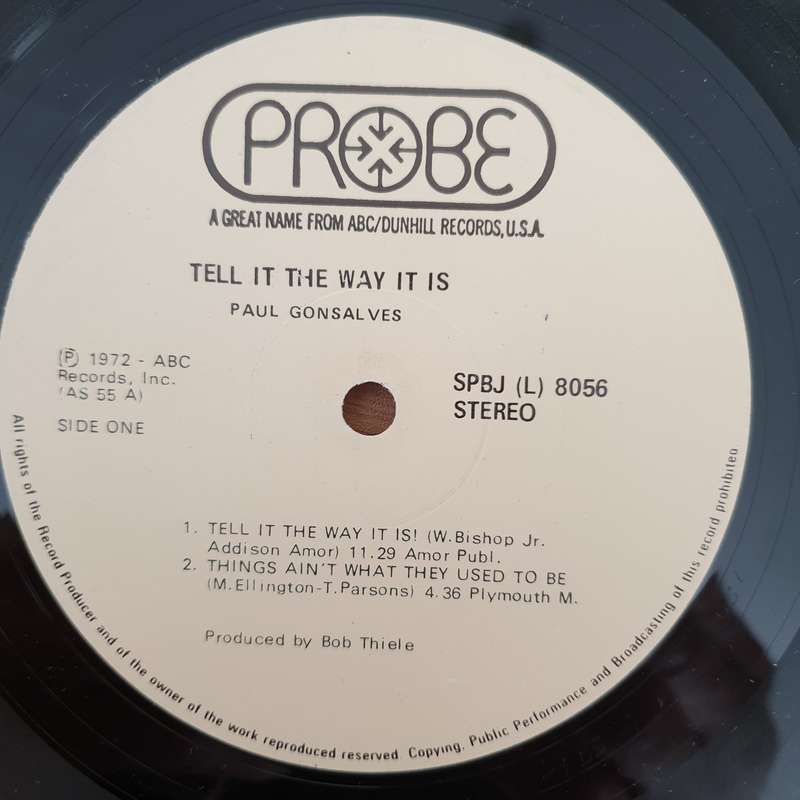 PROBE
A GREAT NAME FROM ABC/DUNHILL RECORDS, U.S.A.
TELL IT THE WAY IT IS
PAUL GONSALVES
℗ 1972 - ABC
Records, Inc.
(AS 55 A)
SIDE ONE
SPBJ (L) 8056
STEREO
1. TELL IT THE WAY IT IS! (W.Bishop Jr.
Addison Amor) 11.29 Amor Publ.
2. THINGS AIN'T WHAT THEY USED TO BE
(M.Ellington-T.Parsons) 4.36 Plymouth M.
Produced by Bob Thiele
All rights of the Record Producer and of the owner of the work reproduced reserved. Copying, Public Performance and Broadcasting of this record prohibited